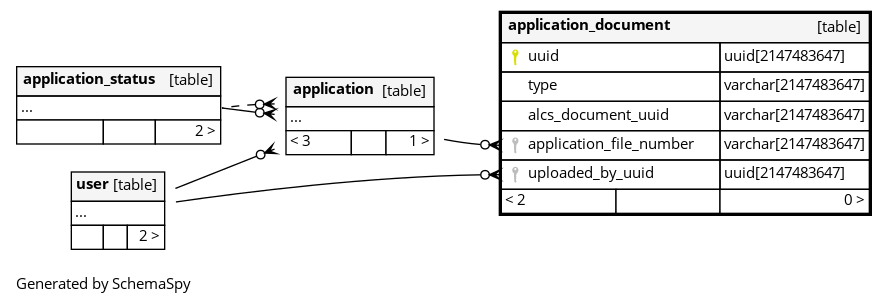 application_status [table]
...
2 >
user [table]
...
2 >
application [table]
...
< 3 1 >
application_document [table]
uuid uuid[2147483647]
type varchar[2147483647]
alcs_document_uuid varchar[2147483647]
application_file_number varchar[2147483647]
uploaded_by_uuid uuid[2147483647]
< 2 0 >
Generated by SchemaSpy